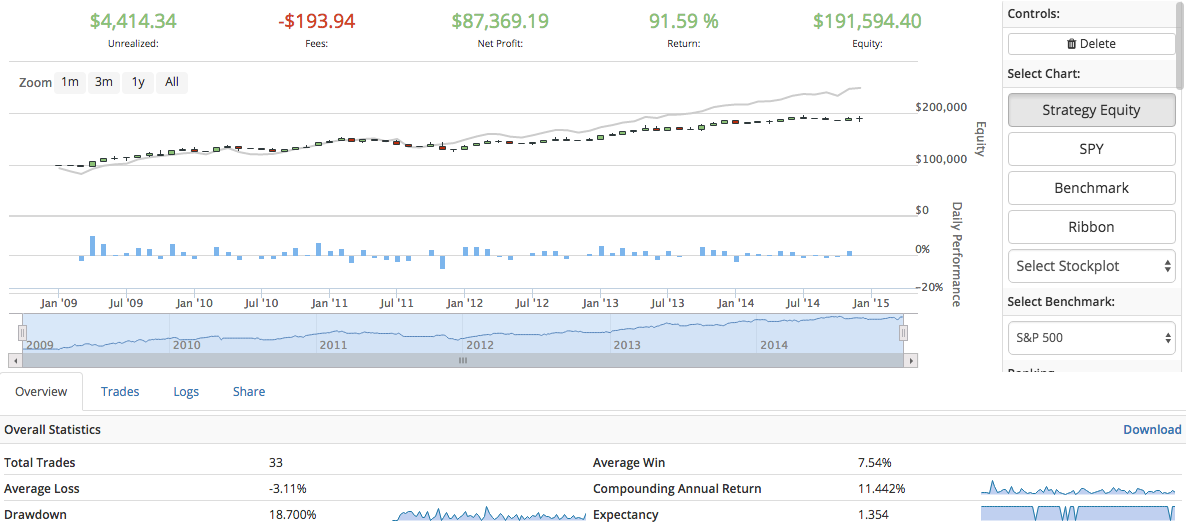 $4,414.34 -$193.94 $87,369.19 91.59 % $191,594.40
Unrealized: Fees: Net Profit: Return: Equity:
Zoom 1m 3m 1y All
$200,000
$100,000
$0
Equity
0%
-20%
Daily Performance
Jan '09 Jul '09 Jan '10 Jul '10 Jan '11 Jul '11 Jan '12 Jul '12 Jan '13 Jul '13 Jan '14 Jul '14 Jan '15
2009 2010 2011 2012 2013 2014
Controls:
Delete
Select Chart:
Strategy Equity
SPY
Benchmark
Ribbon
Select Stockplot
Select Benchmark:
S&P 500
Overview Trades Logs Share
Overall Statistics Download
Total Trades 33 Average Win 7.54%
Average Loss -3.11% Compounding Annual Return 11.442%
Drawdown 18.700% Expectancy 1.354